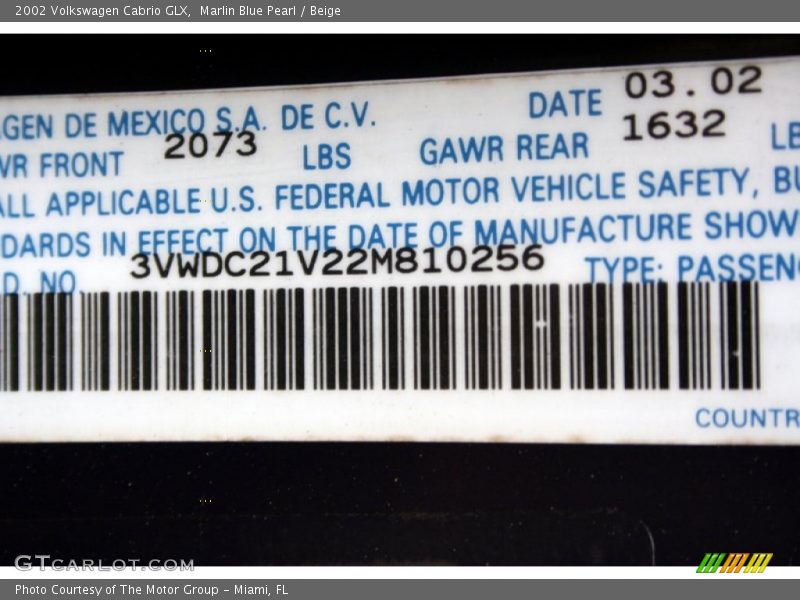 2002 Volkswagen Cabrio GLX, Marlin Blue Pearl / Beige
GEN DE MEXICO S.A. DE C.V. DATE 03.02
WR FRONT 2073 LBS GAWR REAR 1632 LB
ALL APPLICABLE U.S. FEDERAL MOTOR VEHICLE SAFETY, BU
DARDS IN EFFECT ON THE DATE OF MANUFACTURE SHOW
D NO 3VWDC21V22M810256 TYPE: PASSEN
COUNTR
GTCARLOT.COM
Photo Courtesy of The Motor Group - Miami, FL